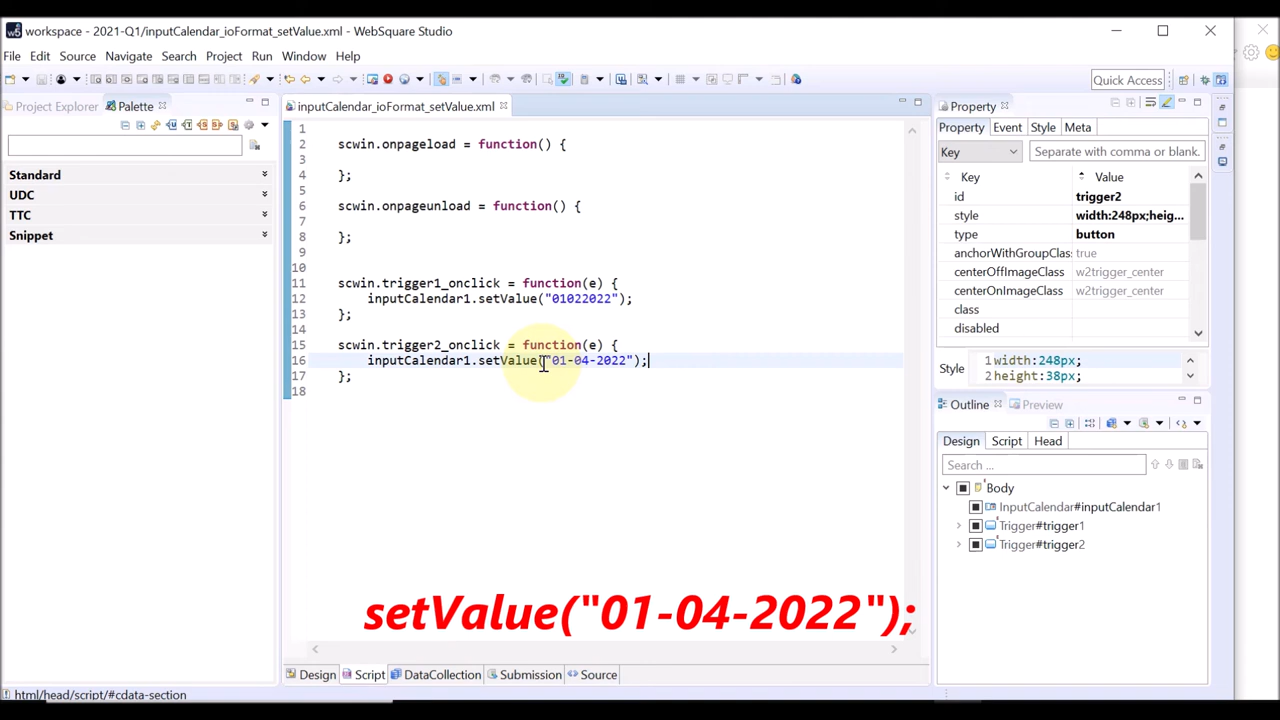 workspace - 2021-Q1/inputCalendar_ioFormat_setValue.xml - WebSquare Studio
File Edit Source Navigate Search Project Explorer Run Window Help
Quick Access
Project Explorer
Palette
Standard
UDC
TTC
Snippet
inputCalendar_ioFormat_setValue.xml
1
2 scwin.onpageload = function() {
3
4 };
5
6 scwin.onpageunload = function() {
7
8 };
9
10
11 scwin.trigger1_onclick = function(e) {
12 inputCalendar1.setValue("01022022");
13 };
14
15 scwin.trigger2_onclick = function(e) {
16 inputCalendar1.setValue("01-04-2022");
17 };
18
setValue("01-04-2022");
Design Script DataCollection Submission Source
html/head/script/#cdata-section
Property
Property Event Style Meta
Key Separate with comma or blank.
Key Value
id trigger2
style width:248px;heig...
type button
anchorWithGroupClass true
centerOffImageClass w2trigger_center
centerOnImageClass w2trigger_center
class
disabled
Style
1 width:248px;
2 height:38px;
Outline Preview
Design Script Head
Search ...
Body
InputCalendar#inputCalendar1
Trigger#trigger1
Trigger#trigger2